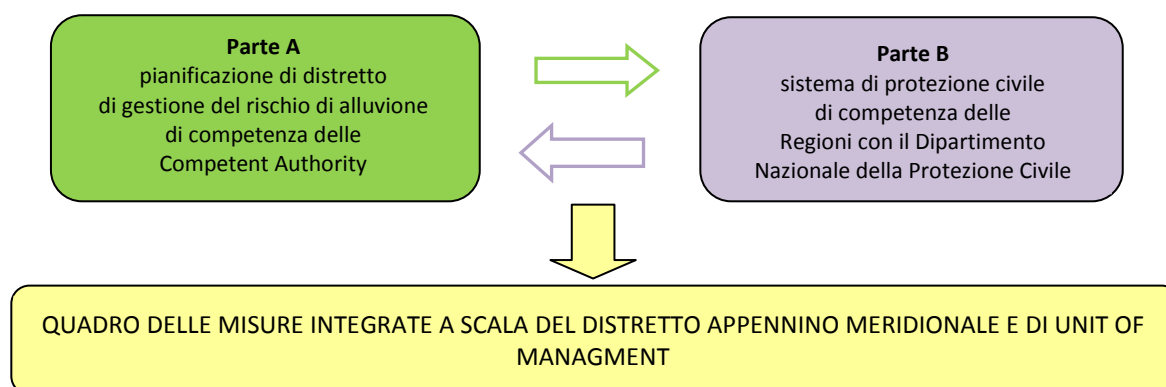 Parte A
pianificazione di distretto
di gestione del rischio di alluvione
di competenza delle
Competent Authority
Parte B
sistema di protezione civile
di competenza delle
Regioni con il Dipartimento
Nazionale della Protezione Civile
QUADRO DELLE MISURE INTEGRATE A SCALA DEL DISTRETTO APPENNINO MERIDIONALE E DI UNIT OF
MANAGMENT